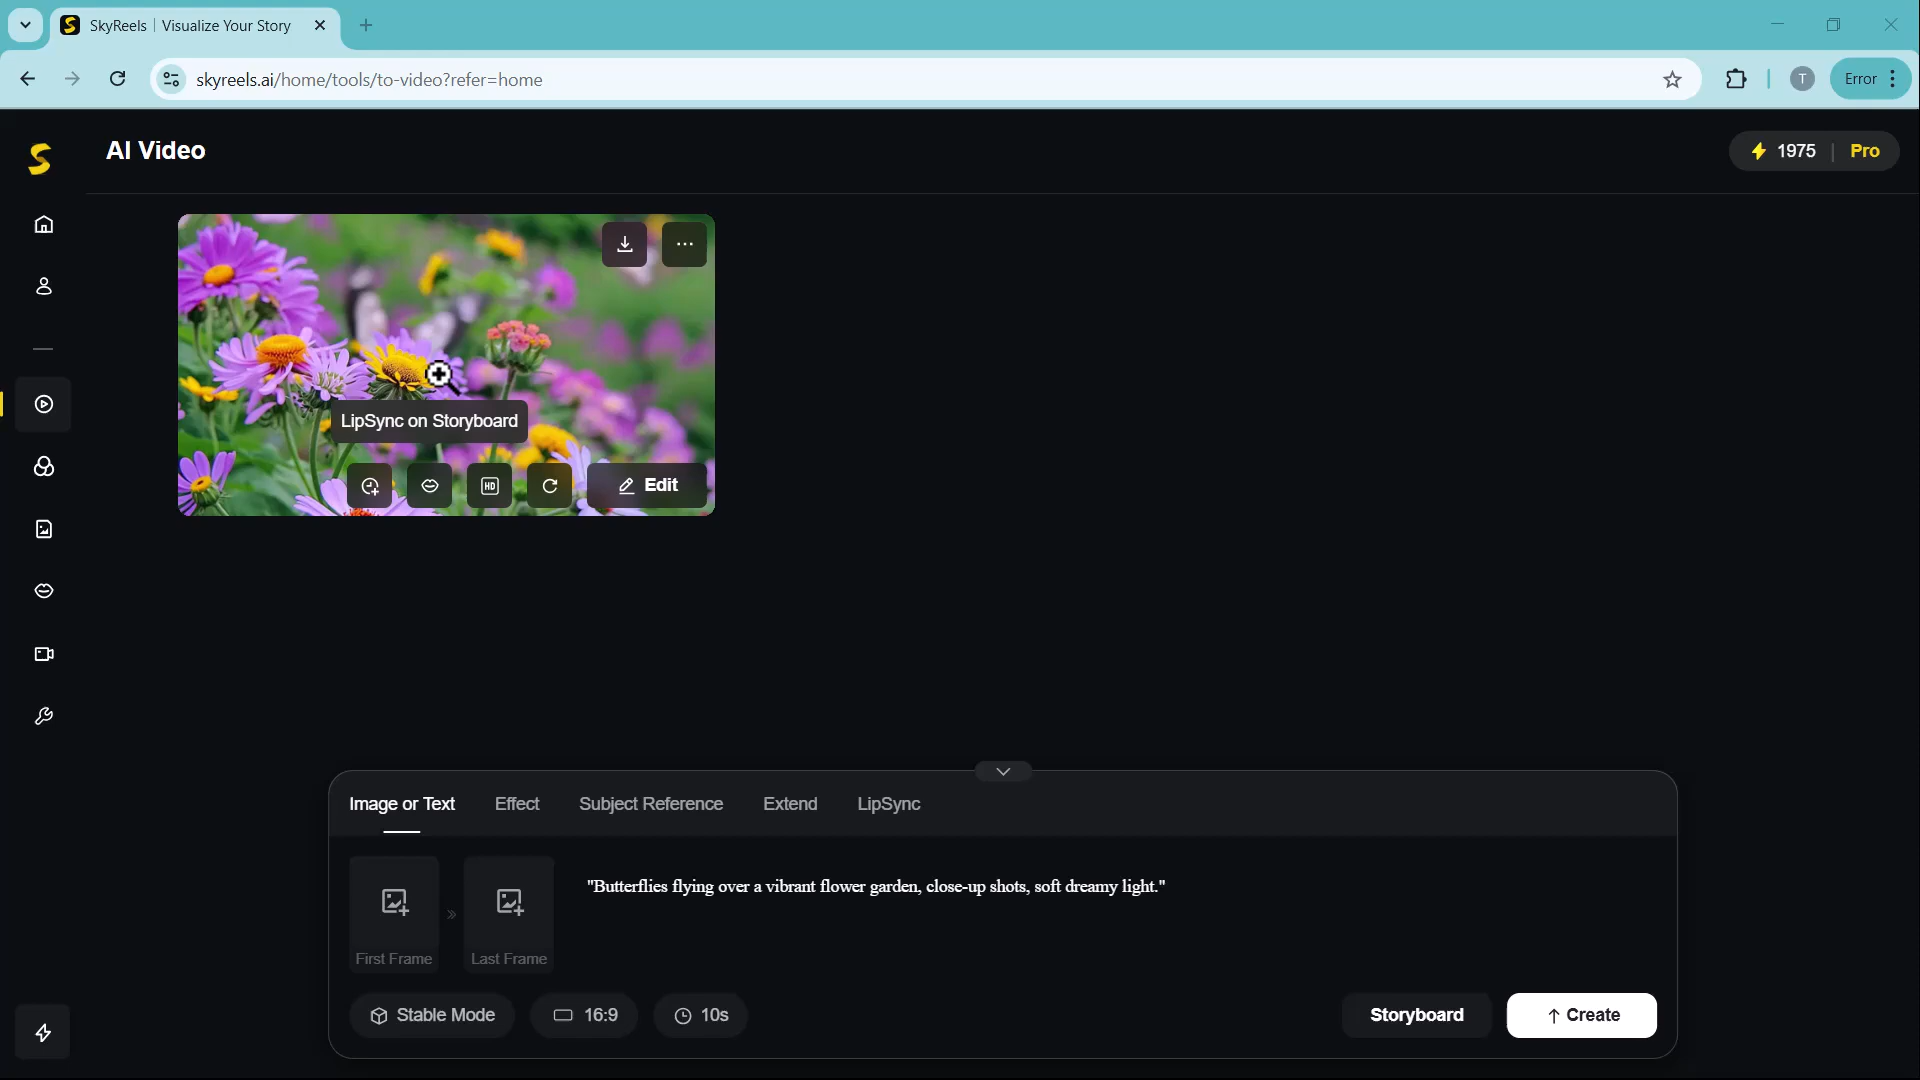 SkyReels | Visualize Your Story
skyreels.ai/home/tools/to-video?refer=home
T
Error
AI Video
1975 | Pro
LipSync on Storyboard
HD
Edit
Image or Text
Effect
Subject Reference
Extend
LipSync
"Butterflies flying over a vibrant flower garden, close-up shots, soft dreamy light."
First Frame
Last Frame
Stable Mode
16:9
10s
Storyboard
Create